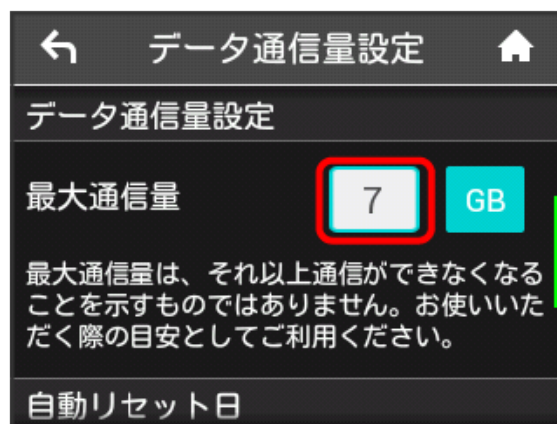 データ通信量設定
データ通信量設定
最大通信量 7 GB
最大通信量は、それ以上通信ができなくなる
ことを示すものではありません。お使いいた
だく際の目安としてご利用ください。
自動リセット日